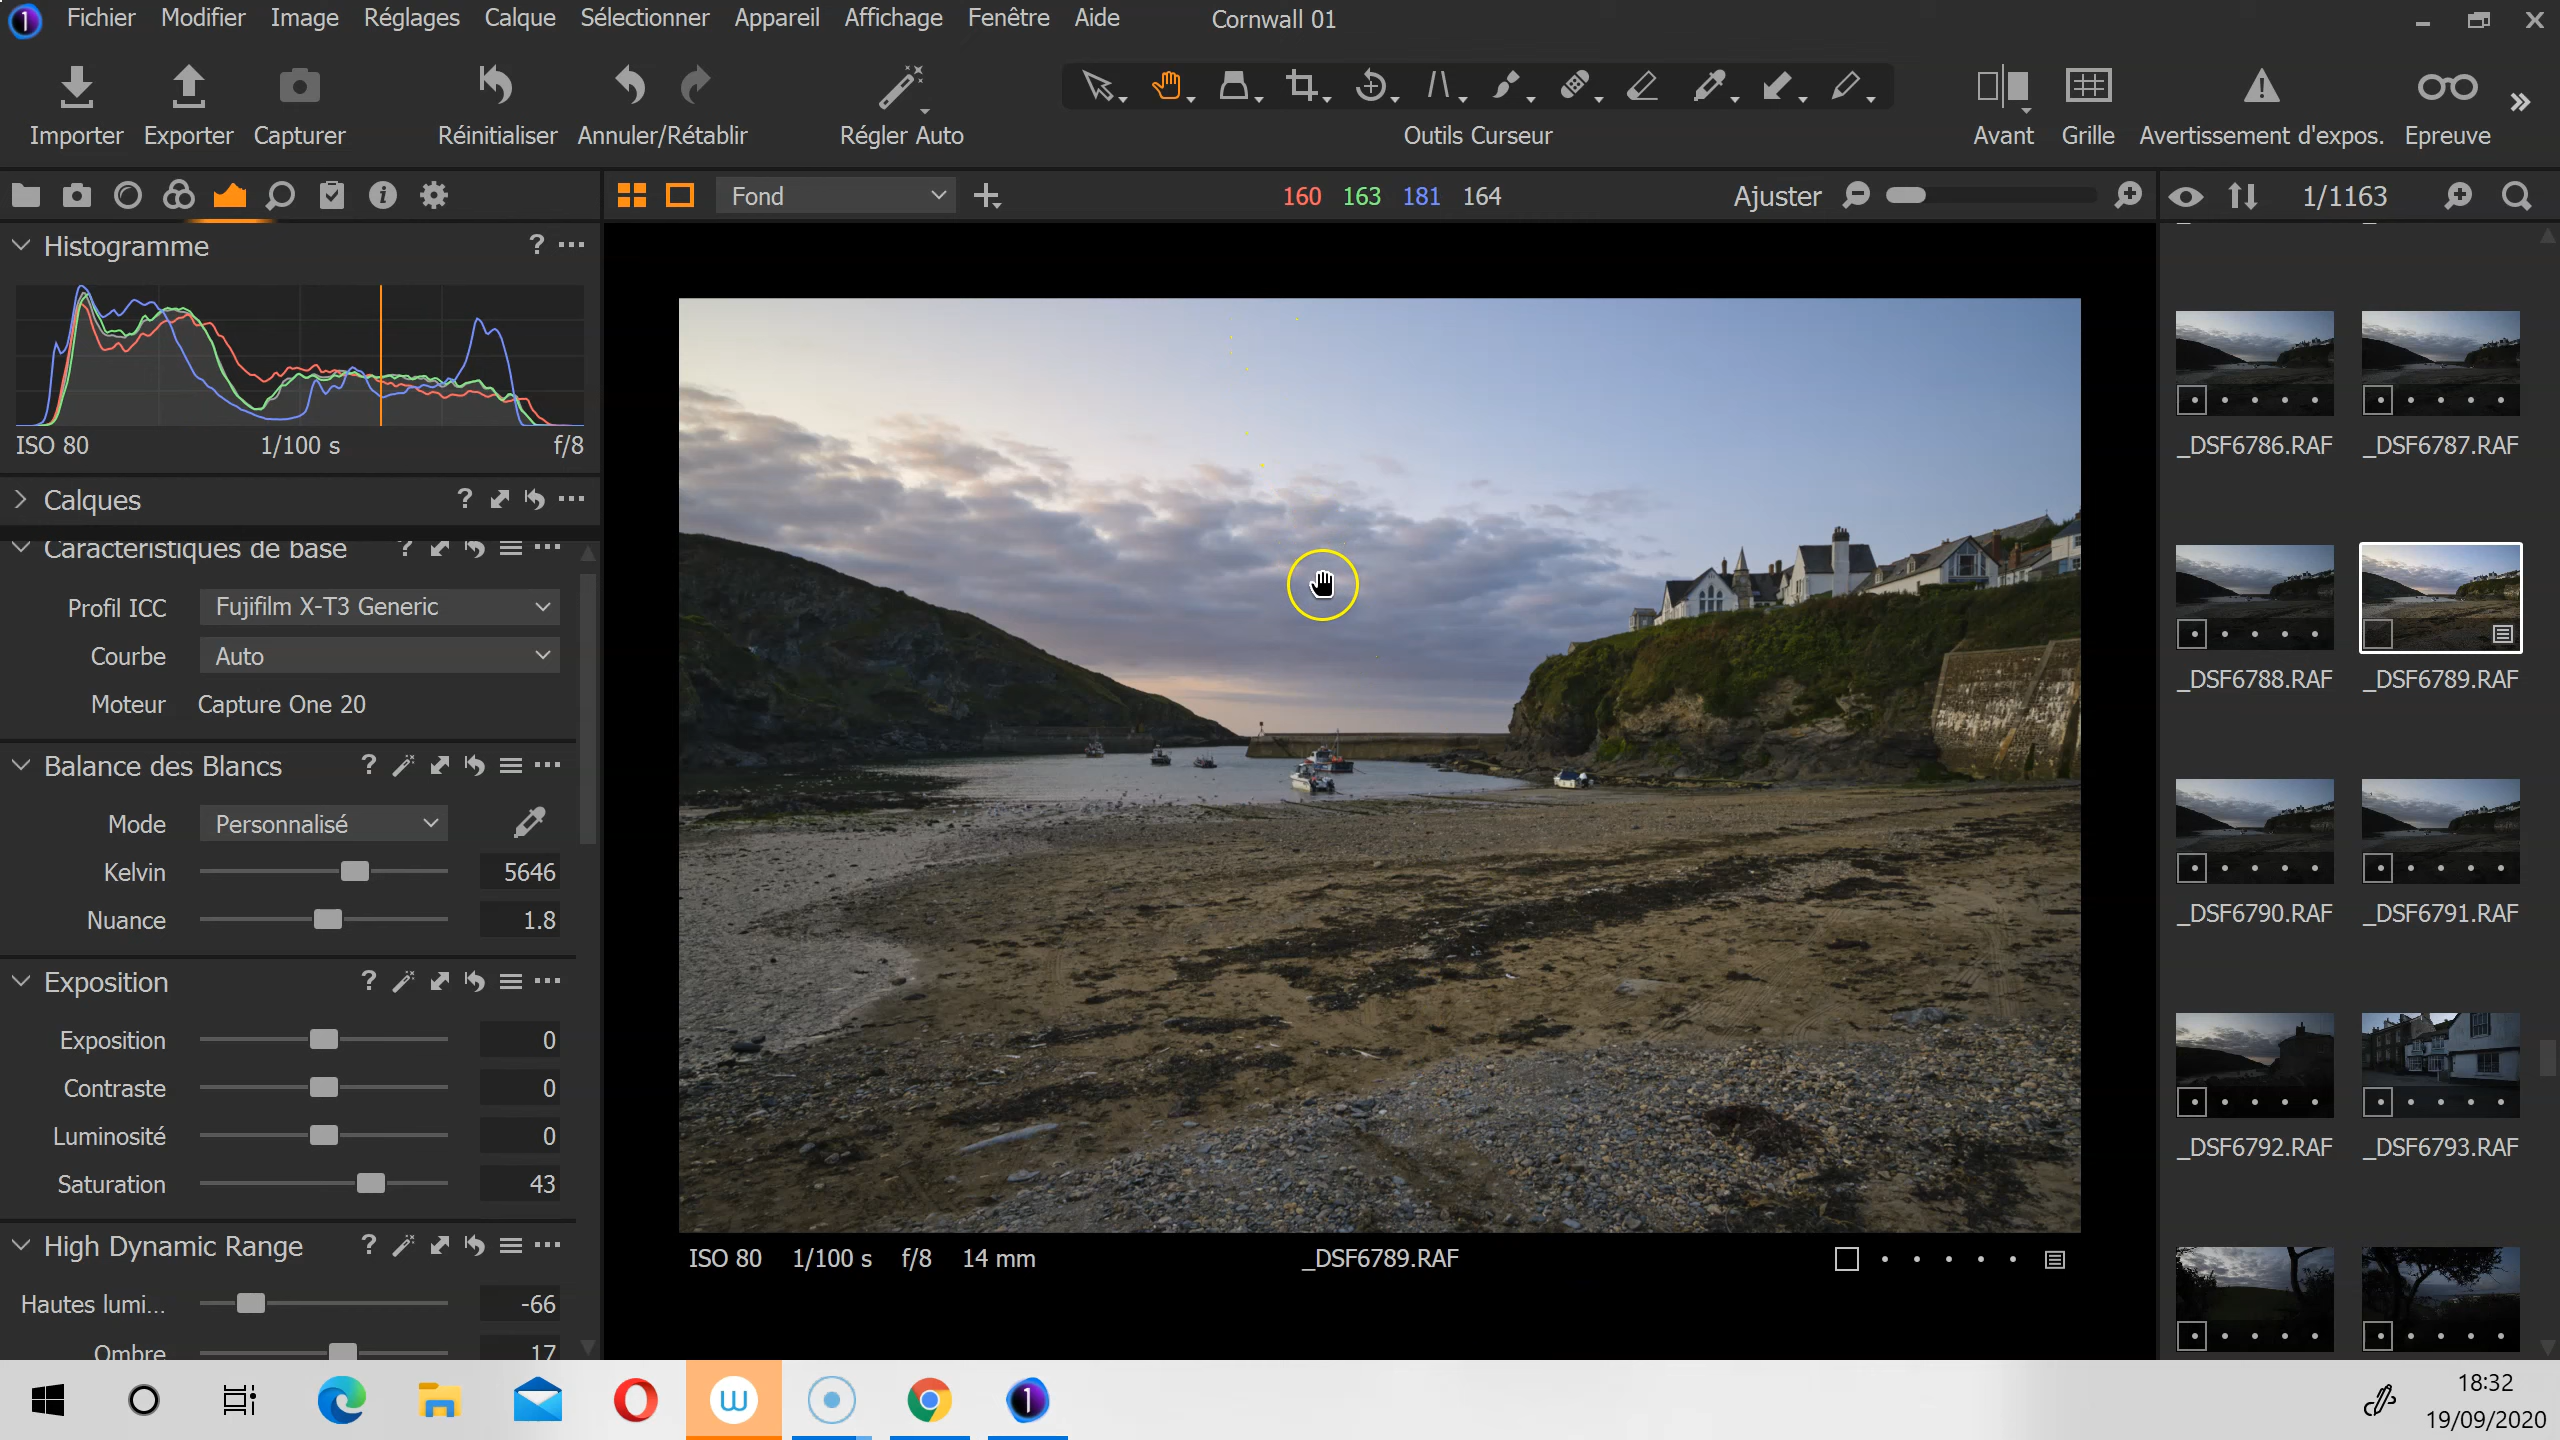 Fichier Modifier Image Réglages Calque Sélectionner Appareil Affichage Fenêtre Aide Cornwall 01
Importer Exporter Capturer Réinitialiser Annuler/Rétablir Régler Auto Outils Curseur Avant Grille Avertissement d'expos. Epreuve
Fond 160 163 181 164 Ajuster 1/1163
Histogramme
ISO 80 1/100 s f/8
Calques
Caractéristiques de base
Profil ICC Fujifilm X-T3 Generic
Courbe Auto
Moteur Capture One 20
Balance des Blancs
Mode Personnalisé
Kelvin 5646
Nuance 1.8
Exposition
Exposition 0
Contraste 0
Luminosité 0
Saturation 43
High Dynamic Range
Hautes lumi... -66
Ombre 17
ISO 80 1/100 s f/8 14 mm _DSF6789.RAF
_DSF6786.RAF _DSF6787.RAF
_DSF6788.RAF _DSF6789.RAF
_DSF6790.RAF _DSF6791.RAF
_DSF6792.RAF _DSF6793.RAF
18:32
19/09/2020